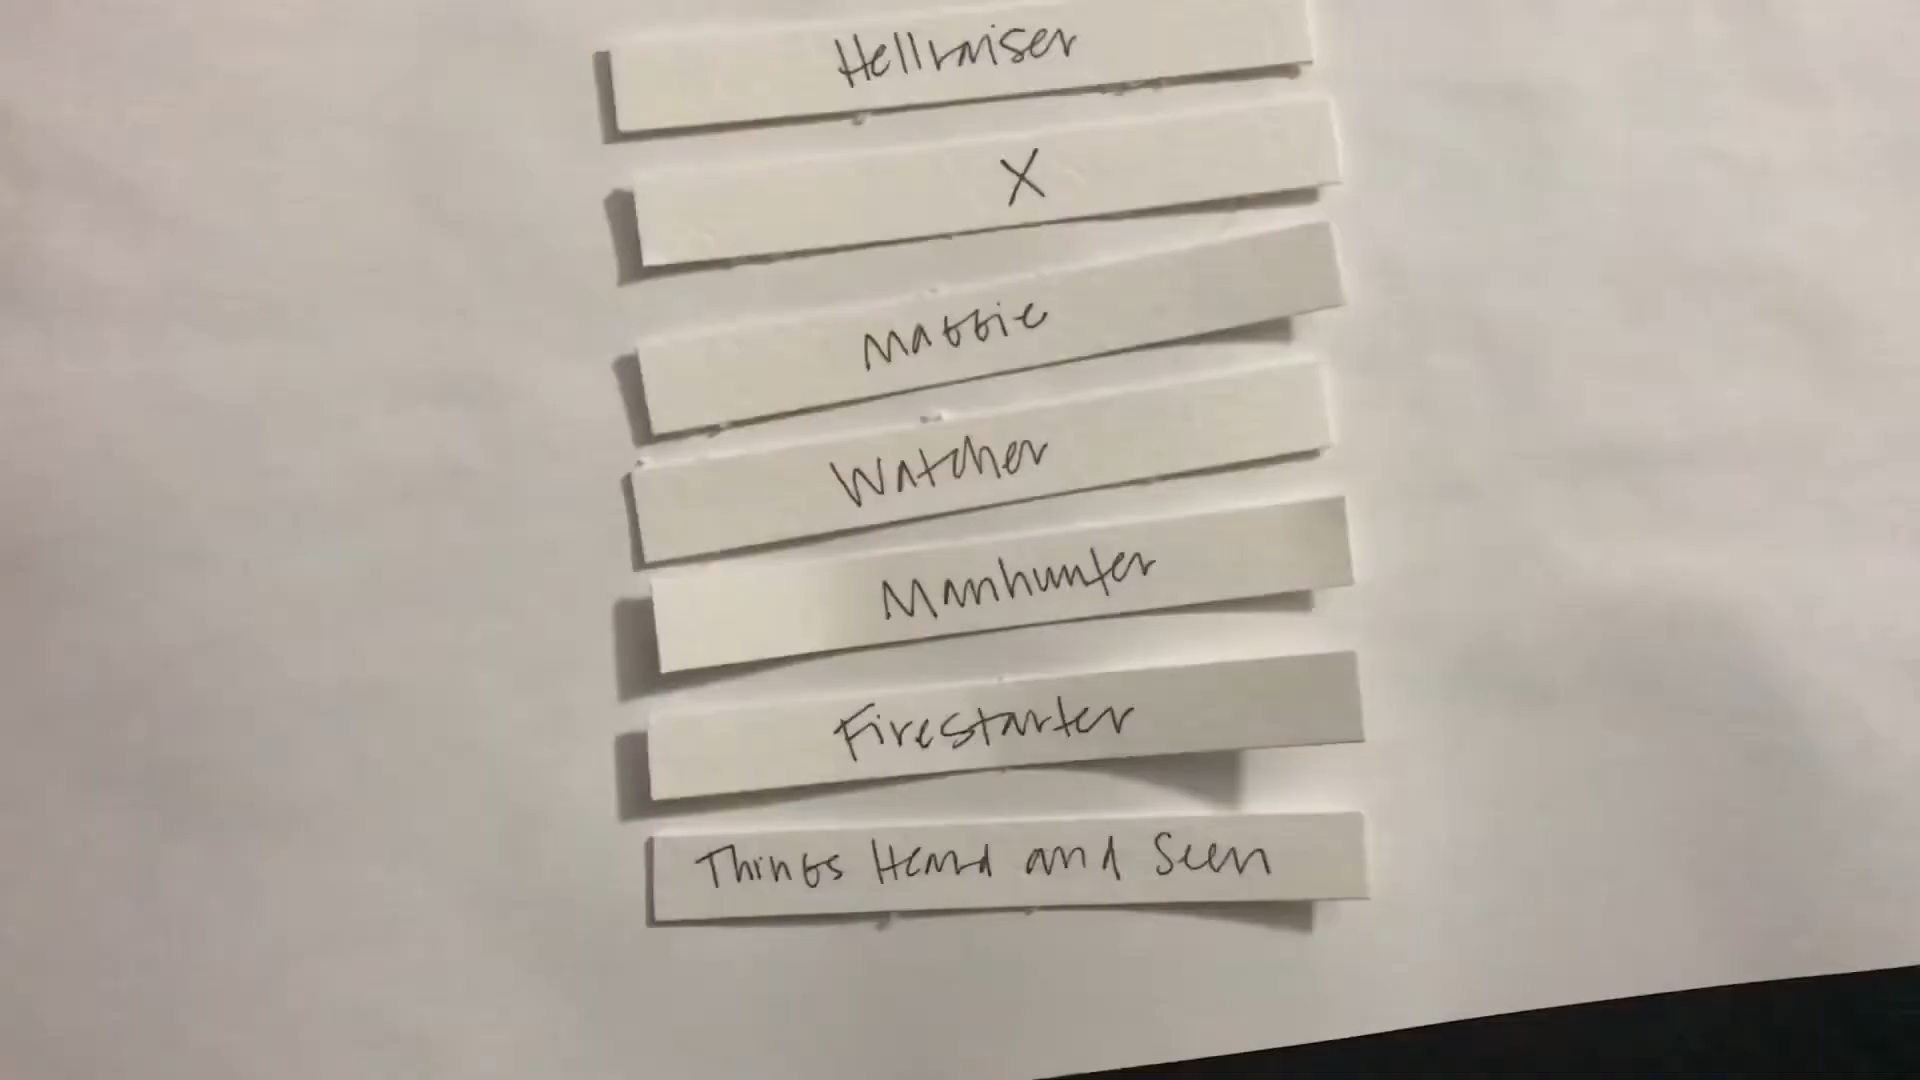 Hellraiser
X
Maggie
Watcher
Manhunter
Firestarter
Things Heard and Seen